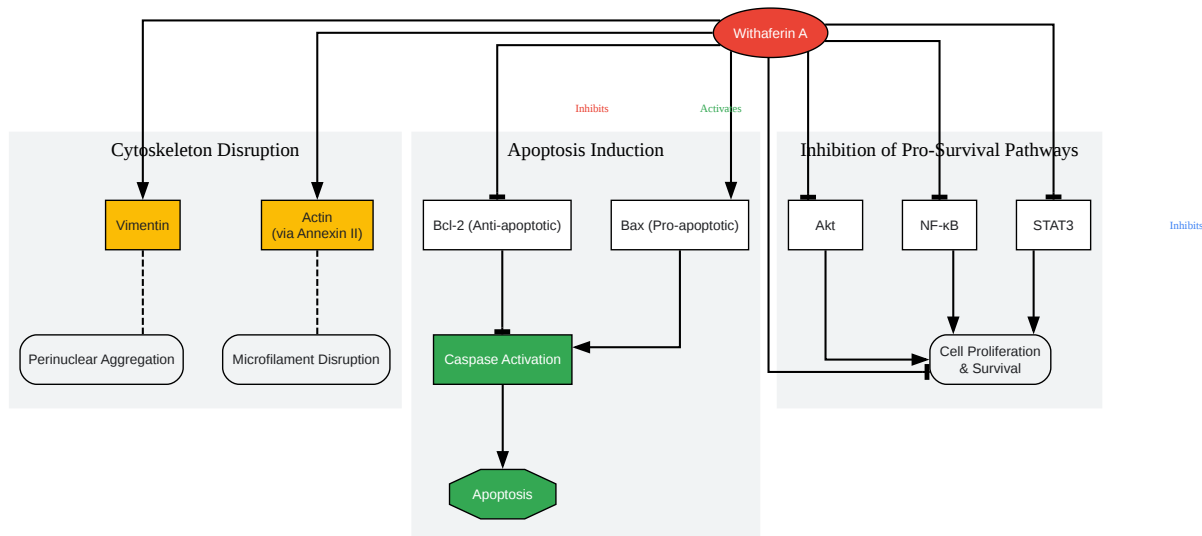 Withaferin A
Inhibits
Activates
Cytoskeleton Disruption
Apoptosis Induction
Inhibition of Pro-Survival Pathways
Vimentin
Actin
(via Annexin II)
Bcl-2 (Anti-apoptotic)
Bax (Pro-apoptotic)
Akt
NF-κB
STAT3
Inhibits
Perinuclear Aggregation
Microfilament Disruption
Caspase Activation
Cell Proliferation
& Survival
Apoptosis